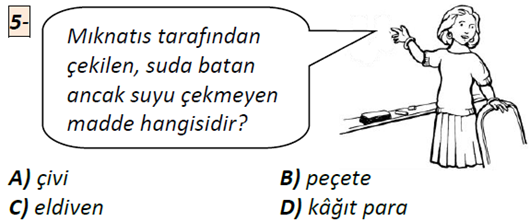 5-
Mıknatıs tarafından
çekilen, suda batan
ancak suyu çekmeyen
madde hangisidir?
A) çivi
B) peçete
C) eldiven
D) kâğıt para